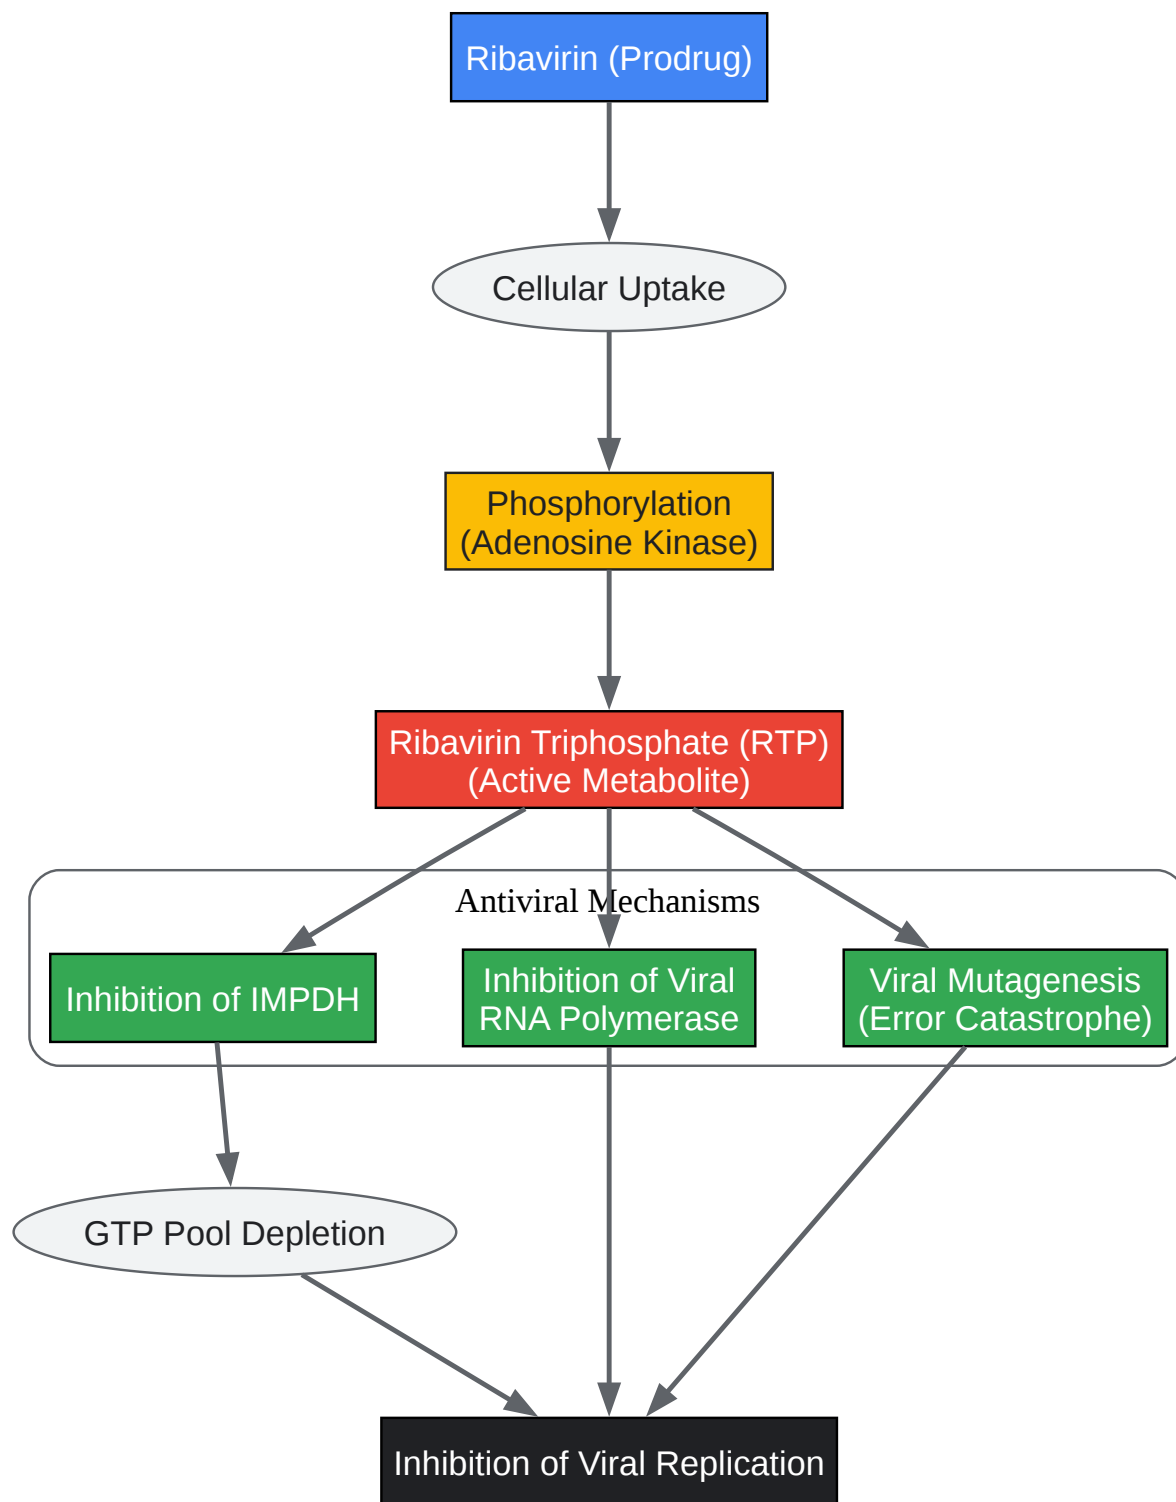 Ribavirin (Prodrug)
Cellular Uptake
Phosphorylation
(Adenosine Kinase)
Ribavirin Triphosphate (RTP)
(Active Metabolite)
Antiviral Mechanisms
Inhibition of IMPDH
Inhibition of Viral
RNA Polymerase
Viral Mutagenesis
(Error Catastrophe)
GTP Pool Depletion
Inhibition of Viral Replication